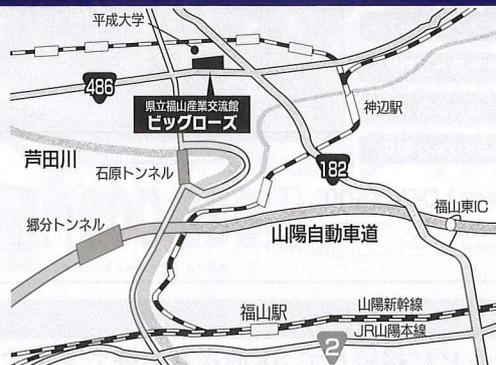 平成大学
486
県立福山産業交流館
ビッグローズ
神辺駅
芦田川
石原トンネル
182
福山東IC
郷分トンネル
山陽自動車道
福山駅
山陽新幹線
JR山陽本線
2